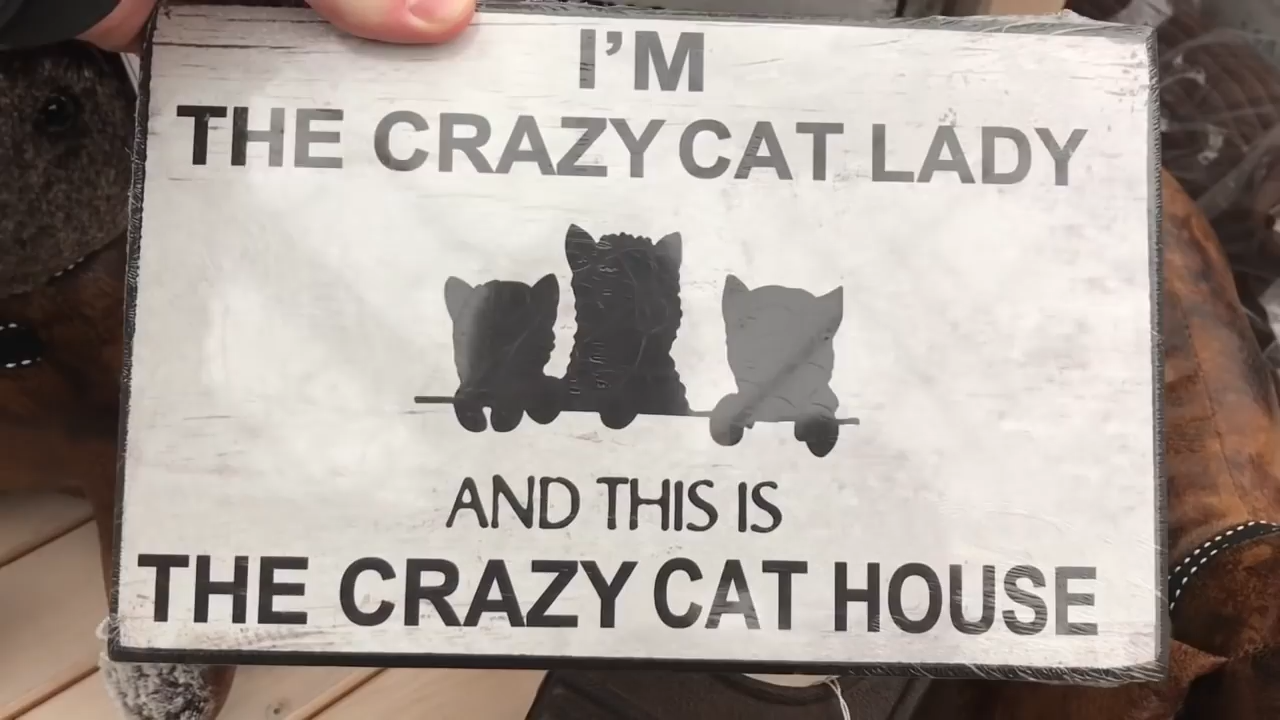 I'M
THE CRAZY CAT LADY
AND THIS IS
THE CRAZY CAT HOUSE